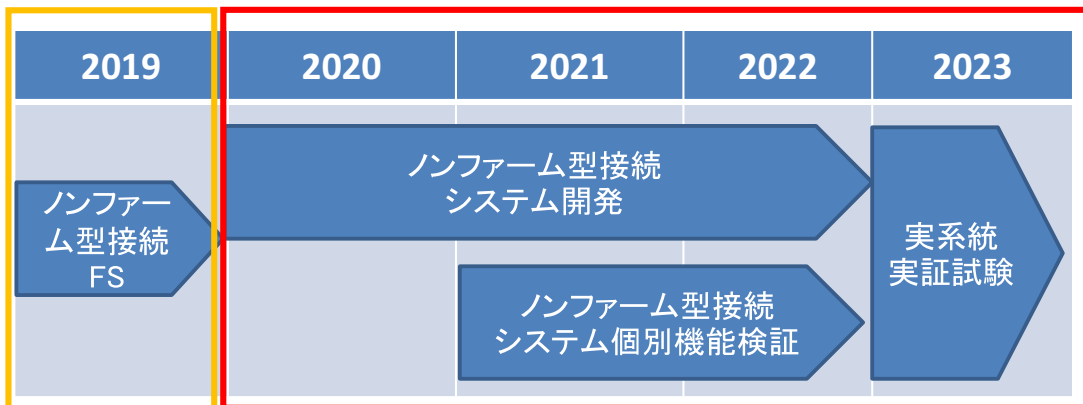 2019 2020 2021 2022 2023
ノンファー
ム型接続
FS
ノンファーム型接続
システム開発
ノンファーム型接続
システム個別機能検証
実系統
実証試験